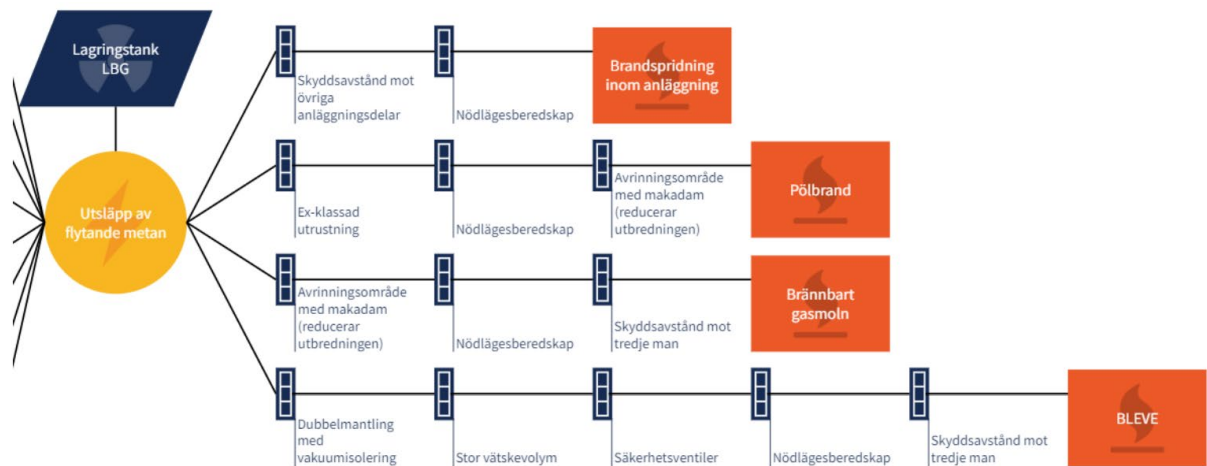 Lagringstank
LBG
Utsläpp av
flytande metan
Skyddsavstånd mot
övriga
anläggningsdelar
Nödlägesberedskap
Brandspridning
inom anläggning
Ex-klassad
utrustning
Nödlägesberedskap
Avrinningsområde
med makadam
(reducerar
utbredningen)
Pölbrand
Avrinningsområde
med makadam
(reducerar
utbredningen)
Nödlägesberedskap
Skyddsavstånd mot
tredje man
Brännbart
gasmoln
Dubbelmantling
med
vakuumisolering
Stor vätskevolym
Säkerhetsventiler
Nödlägesberedskap
Skyddsavstånd mot
tredje man
BLEVE